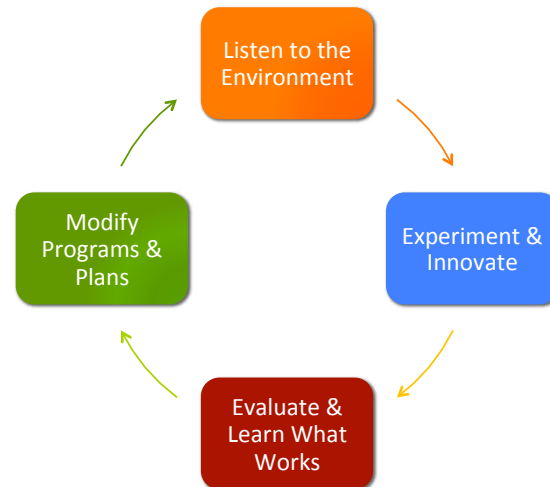 Listen to the
Environment
Experiment &
Innovate
Evaluate &
Learn What
Works
Modify
Programs &
Plans